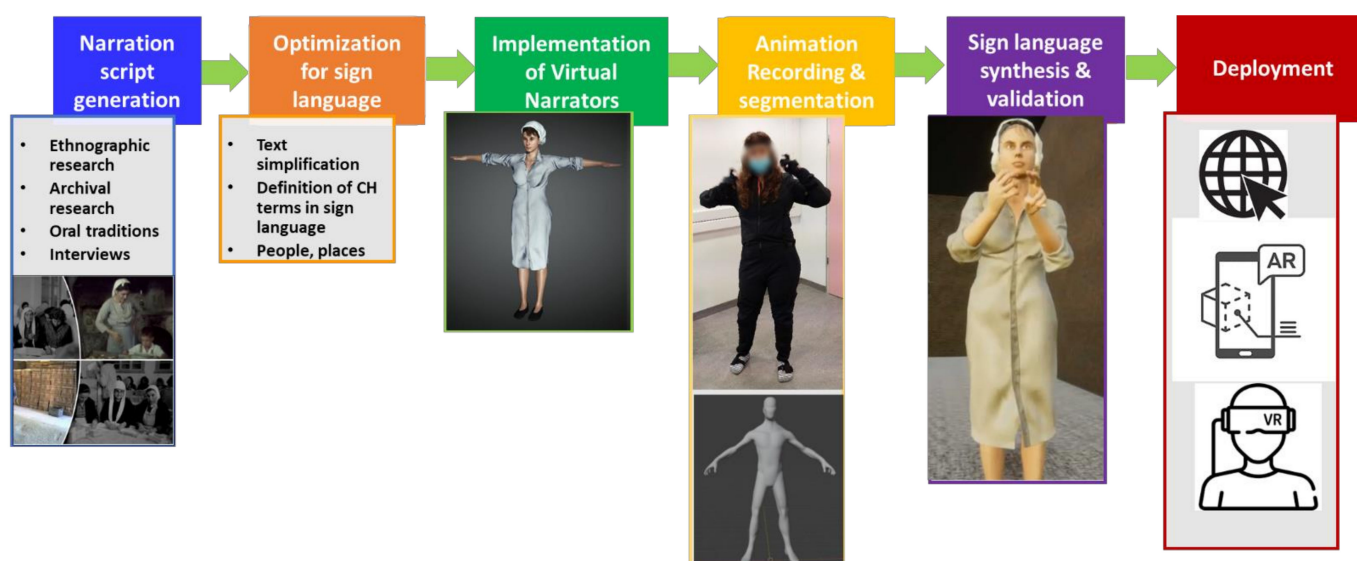 Narration
script
generation
Optimization
for sign
language
Implementation
of Virtual
Narrators
Animation
Recording &
segmentation
Sign language
synthesis &
validation
Deployment
• Ethnographic
research
• Archival
research
• Oral traditions
• Interviews
• Text
simplification
• Definition of CH
terms in sign
language
• People, places
AR
VR